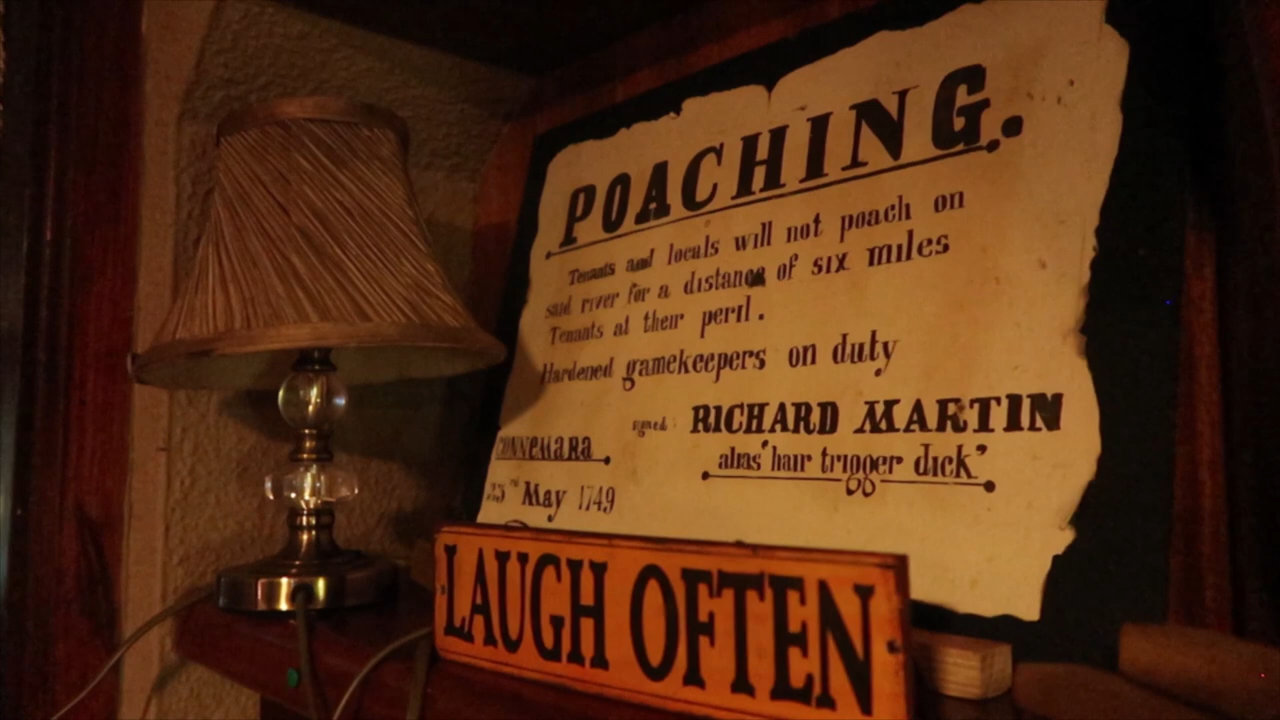 POACHING.
Tenants and locals will not poach on
said river for a distance of six miles
Tenants at their peril.
Hardened gamekeepers on duty
signed: RICHARD MARTIN
alias "hair trigger dick"
CONNEMARA
23rd May 1749
LAUGH OFTEN